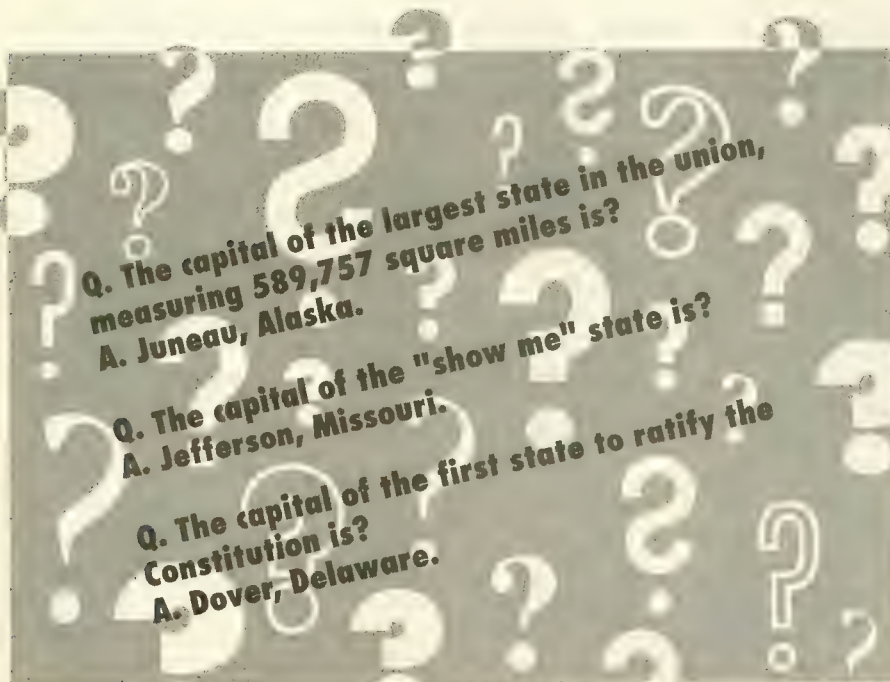 Q. The capital of the largest state in the union,
measuring 589,757 square miles is?
A. Juneau, Alaska.
Q. The capital of the "show me" state is?
A. Jefferson, Missouri.
Q. The capital of the first state to ratify the
Constitution is?
A. Dover, Delaware.